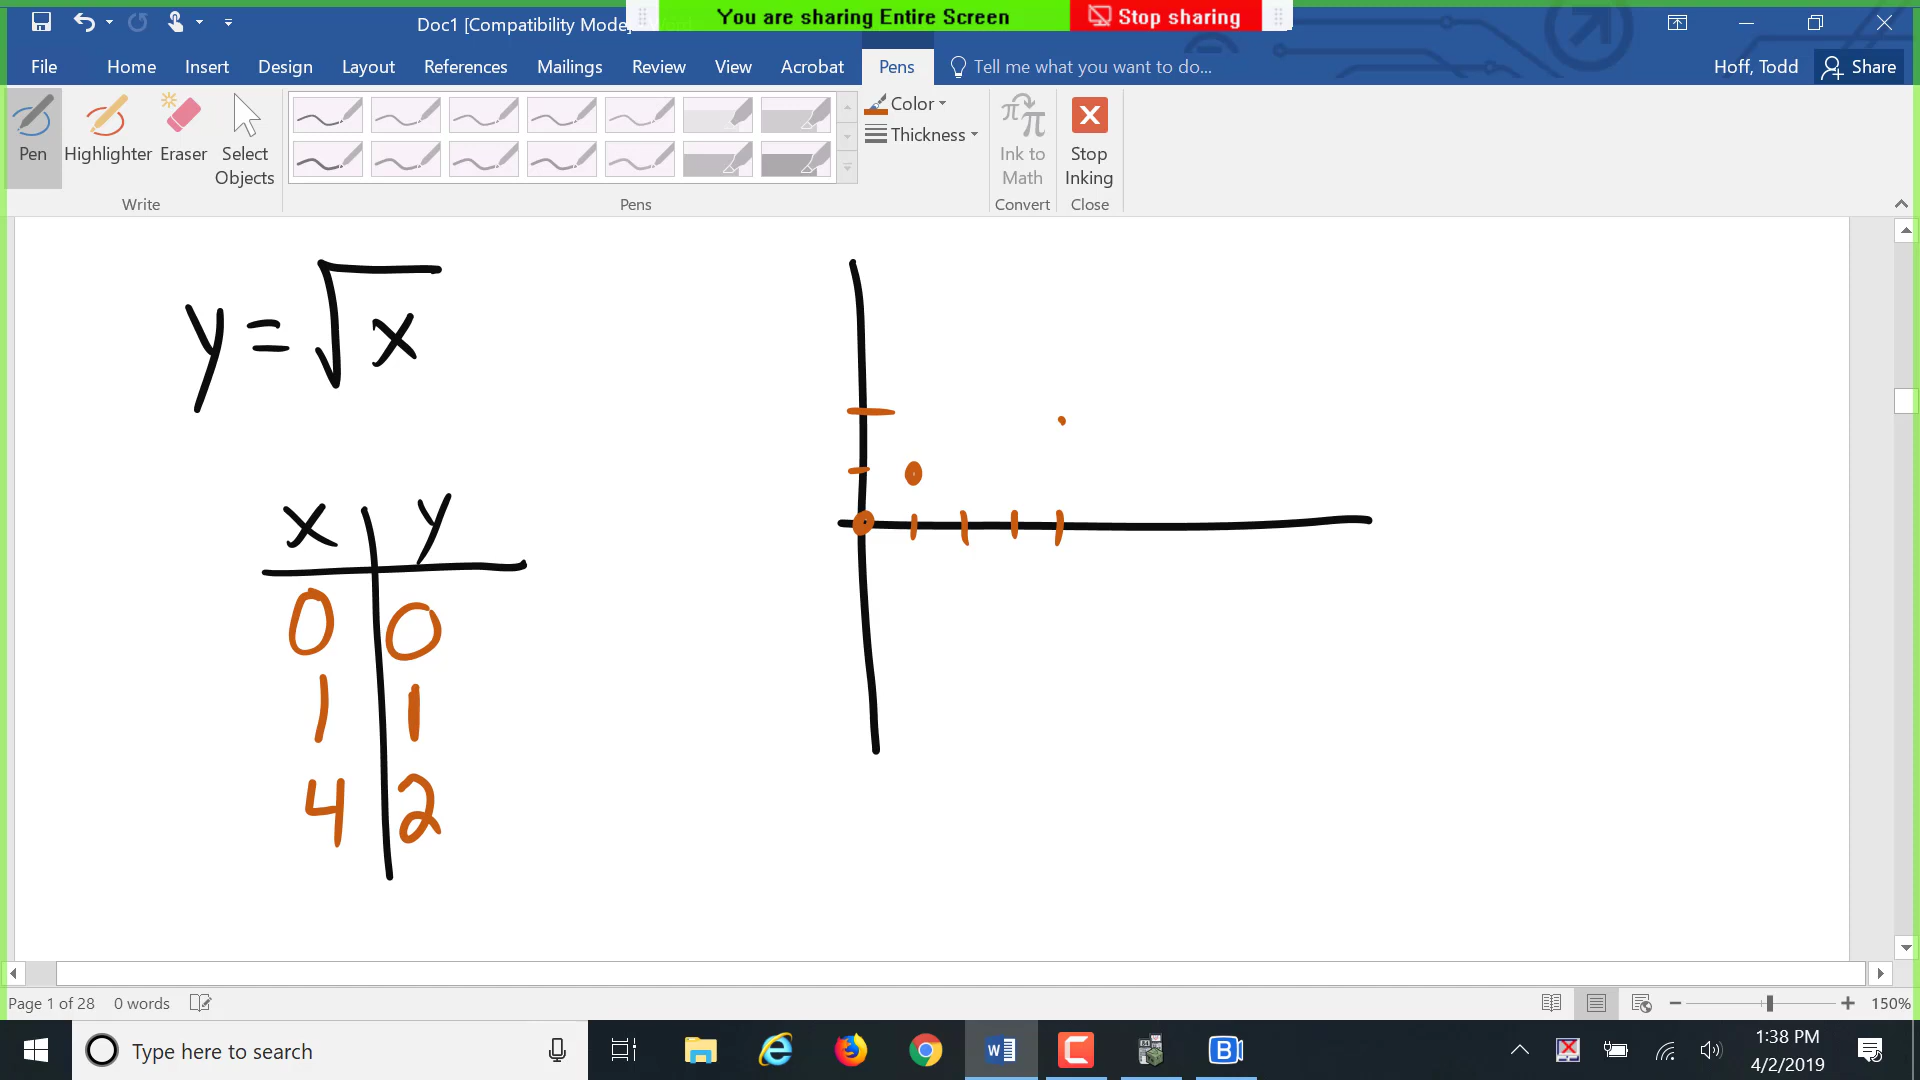 Doc1 [Compatibility Mode]
You are sharing Entire Screen
Stop sharing
File Home Insert Design Layout References Mailings Review View Acrobat Pens Tell me what you want to do... Hoff, Todd Share
Pen Highlighter Eraser Select Objects
Color
Thickness
Ink to Math
Stop Inking
Write Pens Convert Close
y = √x
x y
0 0
1 1
4 2
Page 1 of 28 0 words 150%
Type here to search
1:38 PM
4/2/2019